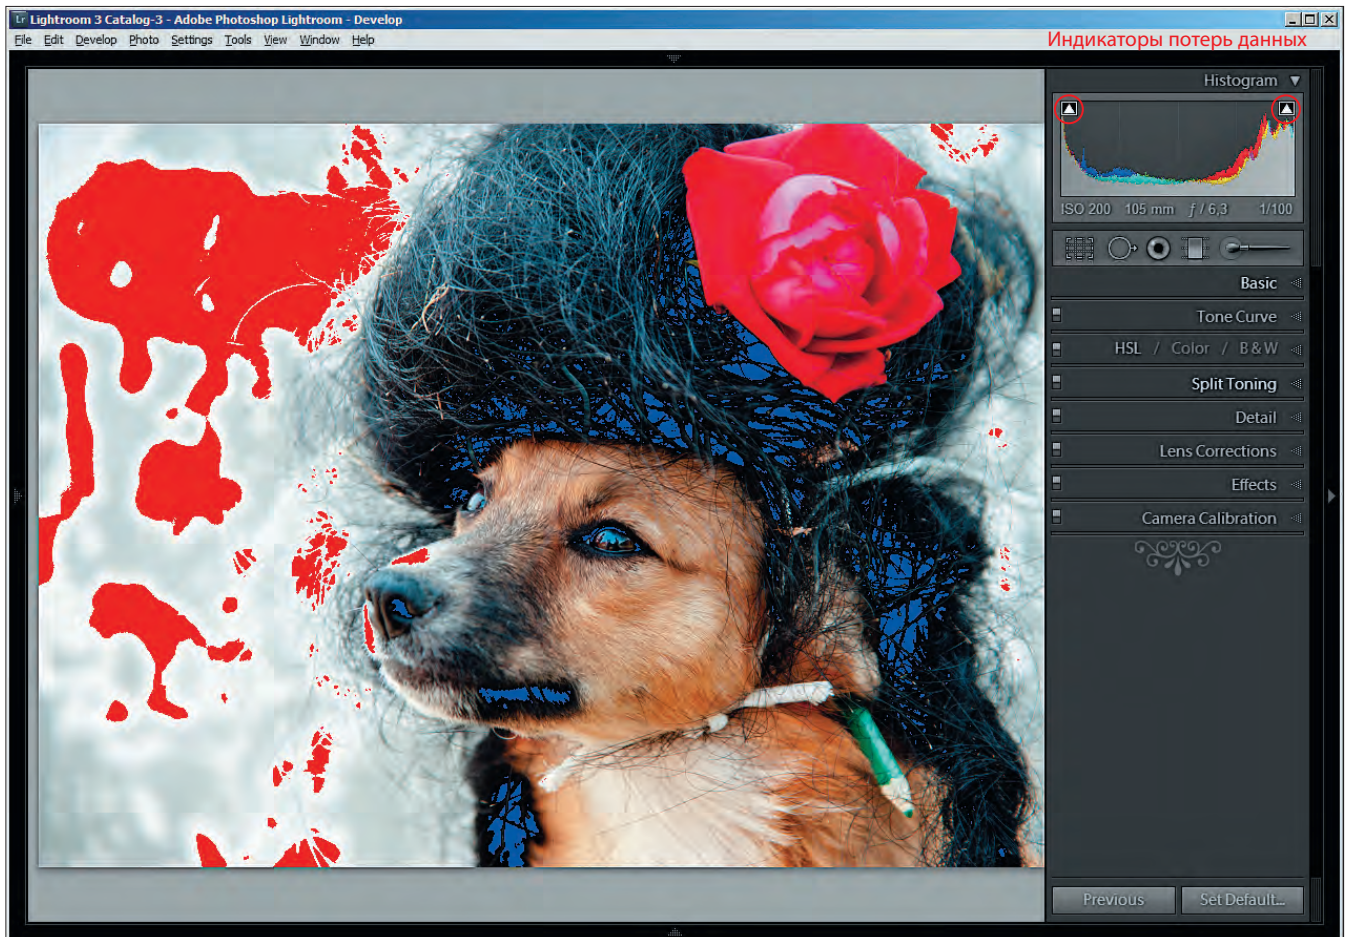 Lr Lightroom 3 Catalog-3 - Adobe Photoshop Lightroom - Develop
File Edit Develop Photo Settings Tools View Window Help
Индикаторы потерь данных
Histogram
ISO 200 105 mm ƒ / 6,3 1/100
Basic
Tone Curve
HSL / Color / B & W
Split Toning
Detail
Lens Corrections
Effects
Camera Calibration
Previous Set Default...